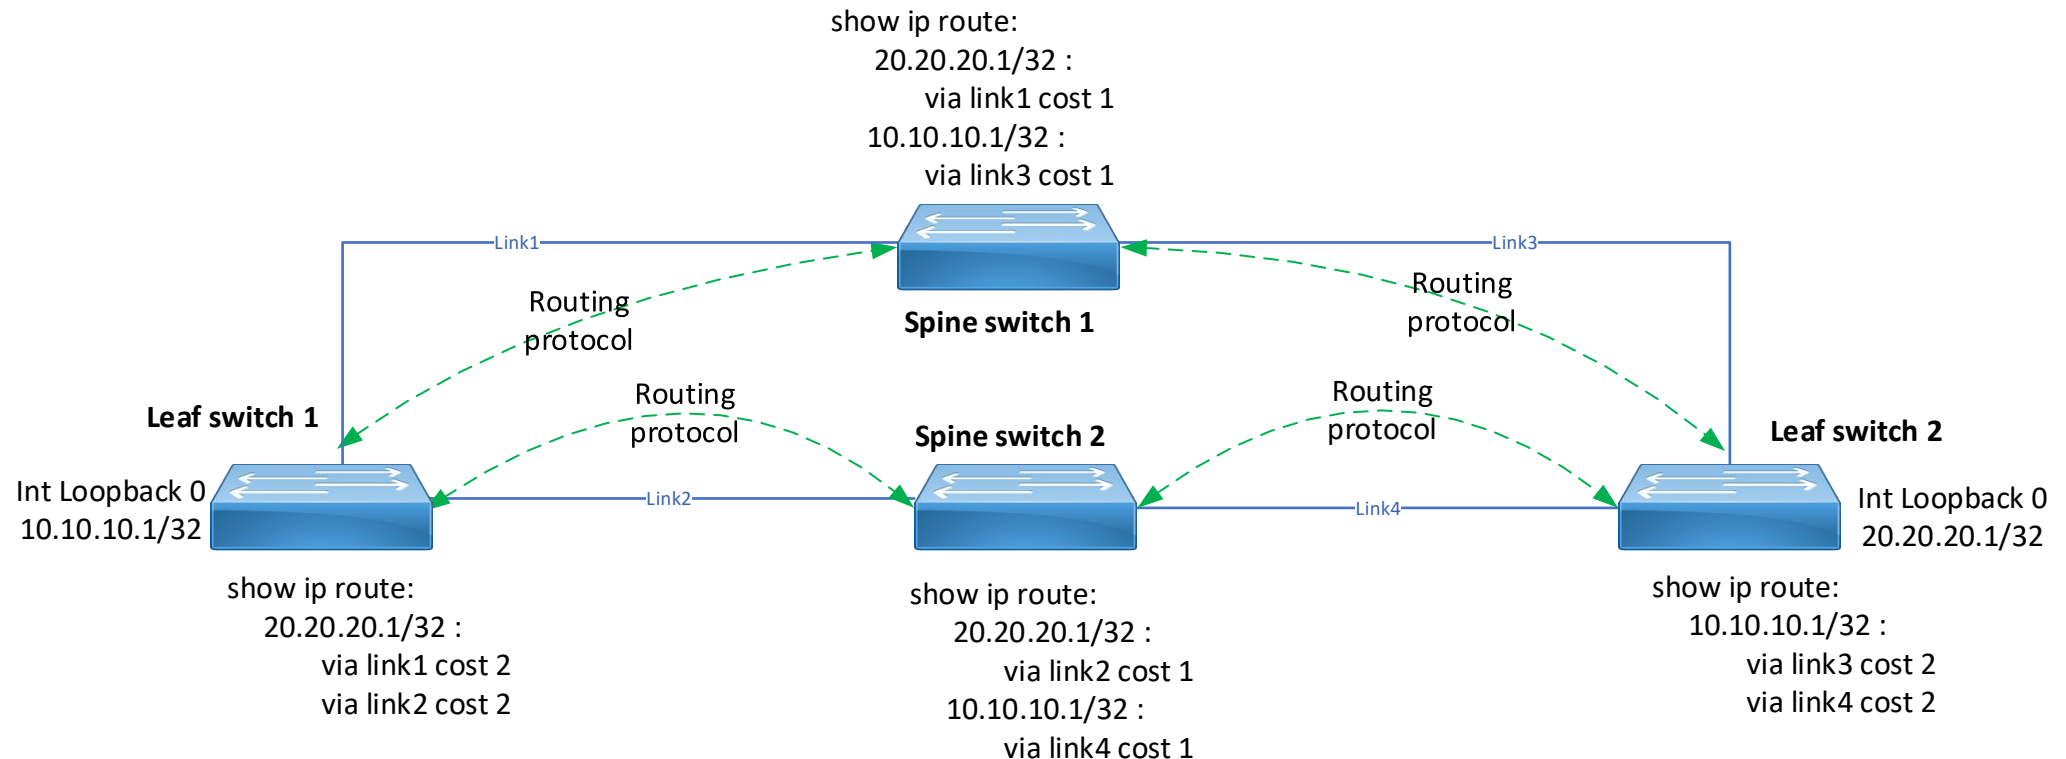 show ip route:
20.20.20.1/32 :
via link1 cost 1
10.10.10.1/32 :
via link3 cost 1
Link1
Link3
Routing
protocol
Routing
protocol
Spine switch 1
Routing
protocol
Routing
protocol
Leaf switch 1
Spine switch 2
Leaf switch 2
Int Loopback 0
10.10.10.1/32
Link2
Link4
Int Loopback 0
20.20.20.1/32
show ip route:
20.20.20.1/32 :
via link1 cost 2
via link2 cost 2
show ip route:
20.20.20.1/32 :
via link2 cost 1
10.10.10.1/32 :
via link4 cost 1
show ip route:
10.10.10.1/32 :
via link3 cost 2
via link4 cost 2